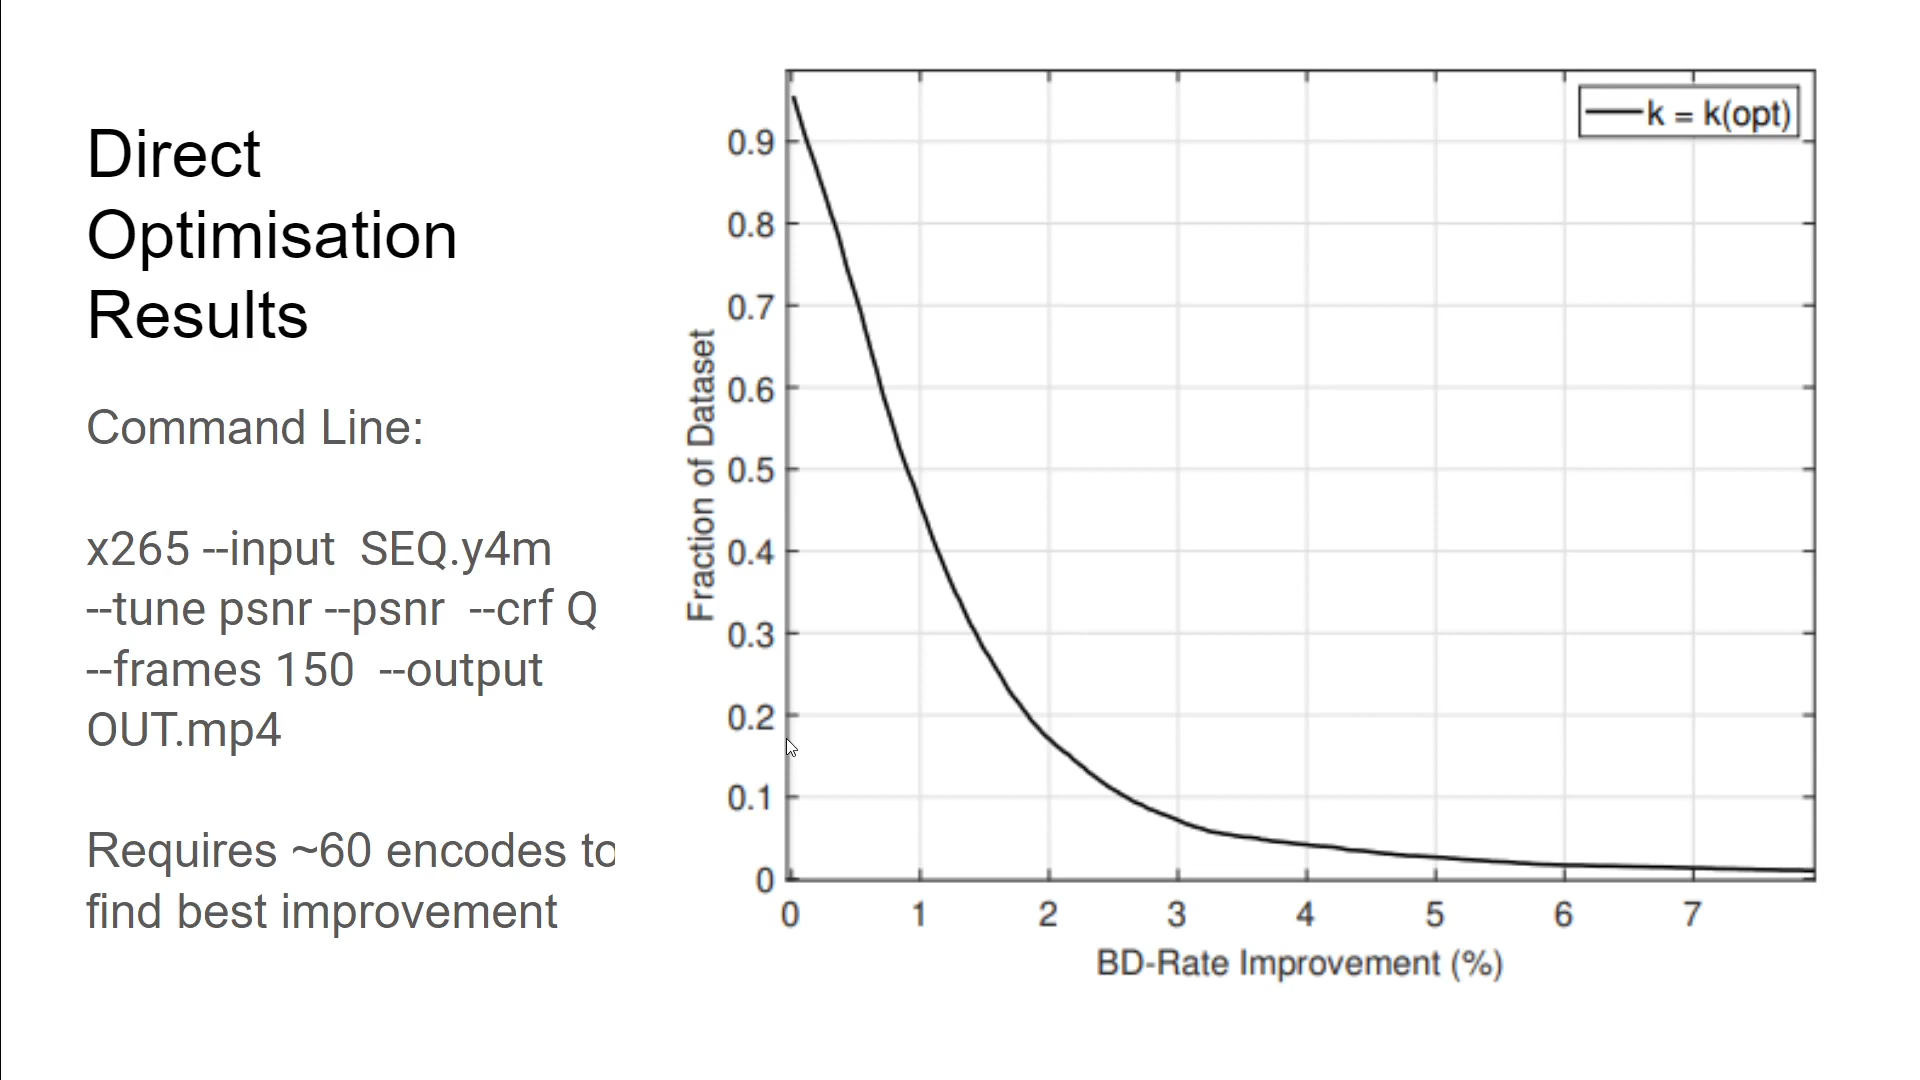 Direct
Optimisation
Results
Command Line:
x265 --input SEQ.y4m
--tune psnr --psnr --crf Q
--frames 150 --output
OUT.mp4
Requires ~60 encodes to
find best improvement
k = k(opt)
Fraction of Dataset
0.9
0.8
0.7
0.6
0.5
0.4
0.3
0.2
0.1
0
0 1 2 3 4 5 6 7
BD-Rate Improvement (%)